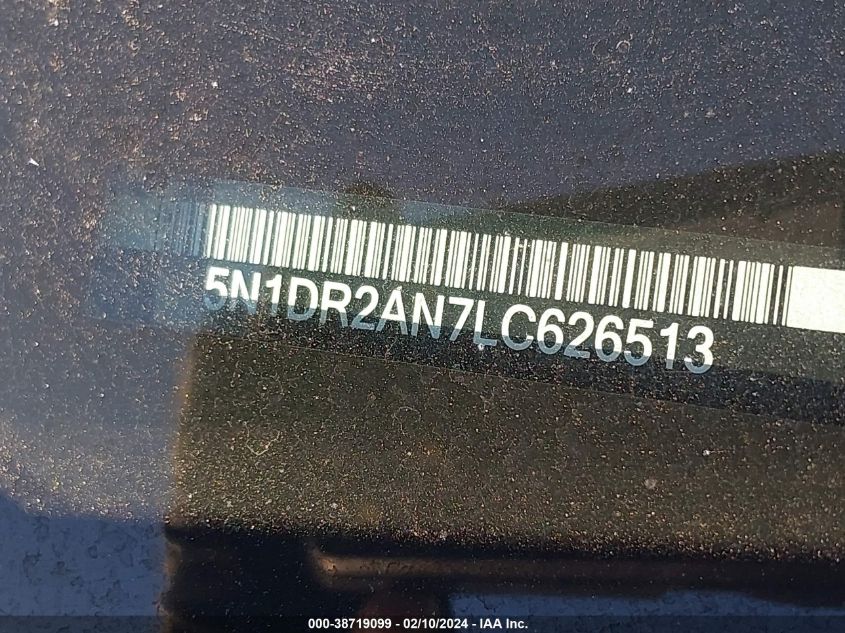 5N1DR2AN7LC626513
000-38719099 — 02/10/2024 — IAA Inc.